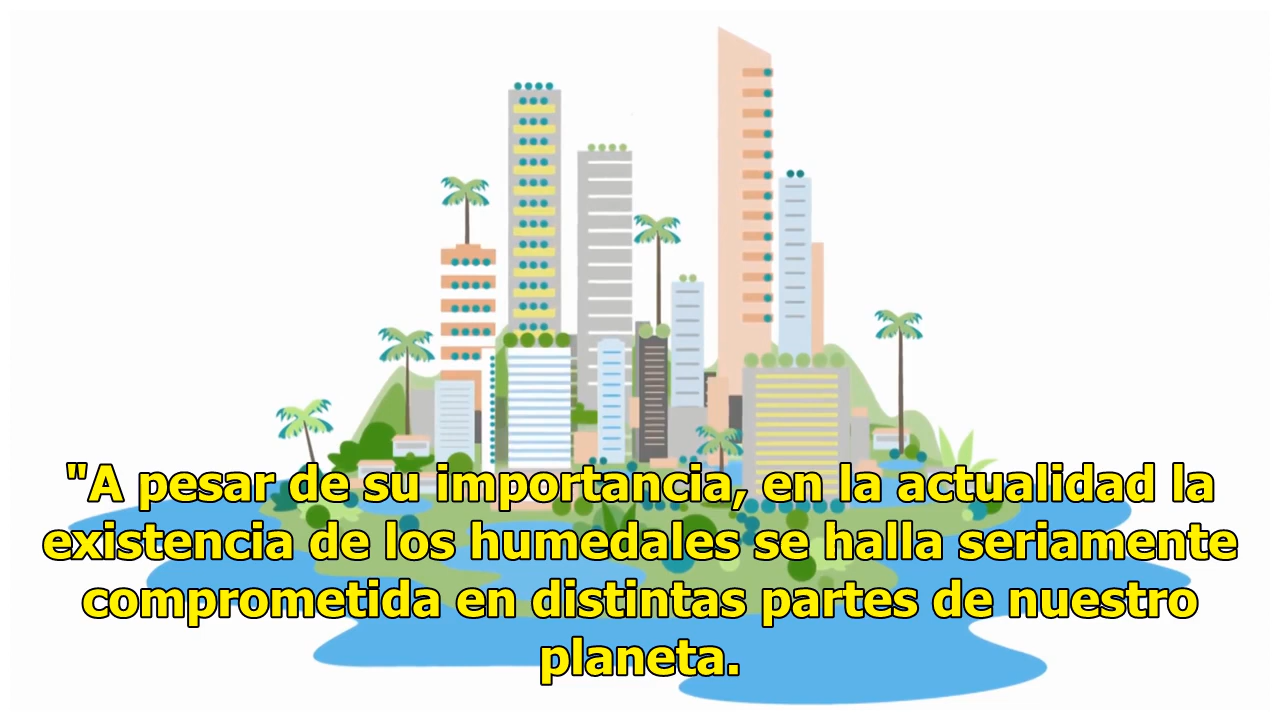 "A pesar de su importancia, en la actualidad la
existencia de los humedales se halla seriamente
comprometida en distintas partes de nuestro
planeta.